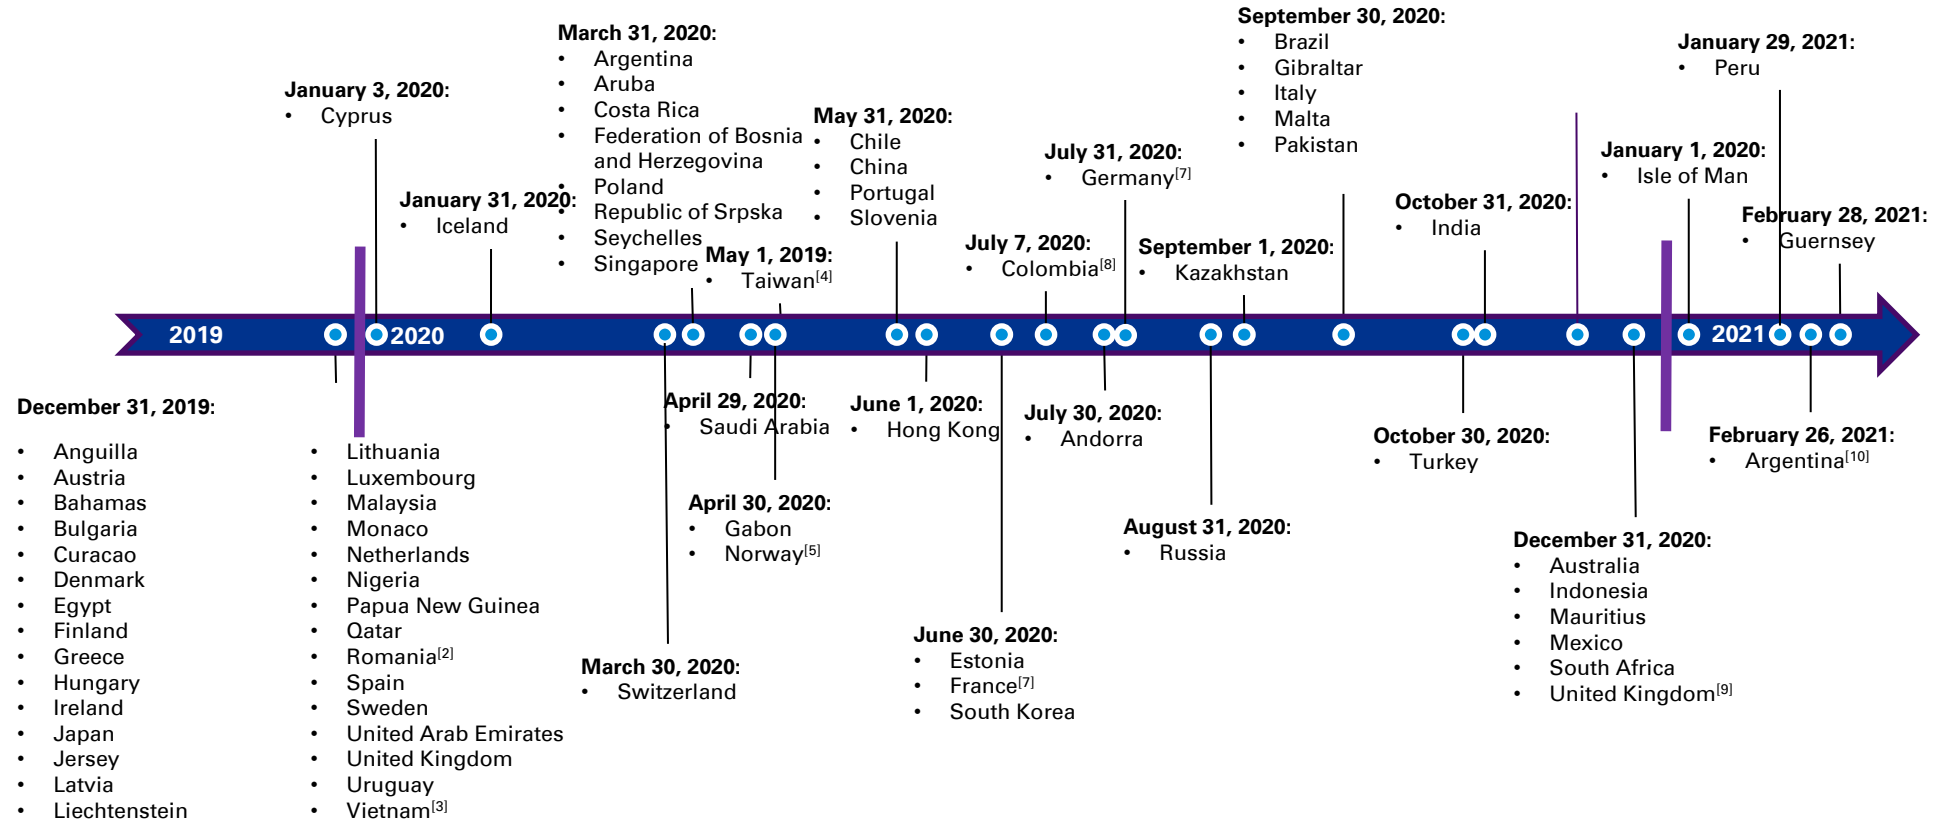 September 30, 2020:
• Brazil
• Gibraltar
• Italy
• Malta
• Pakistan
March 31, 2020:
• Argentina
• Aruba
• Costa Rica
• Federation of Bosnia
and Herzegovina
• Poland
• Republic of Srpska
• Seychelles
• Singapore
January 29, 2021:
• Peru
January 3, 2020:
• Cyprus
May 31, 2020:
• Chile
• China
• Portugal
• Slovenia
July 31, 2020:
• Germany[7]
January 1, 2020:
• Isle of Man
January 31, 2020:
• Iceland
October 31, 2020:
• India
February 28, 2021:
• Guernsey
May 1, 2019:
• Taiwan[4]
July 7, 2020:
• Colombia[8]
September 1, 2020:
• Kazakhstan
2019
2020
2021
December 31, 2019:
• Anguilla
• Austria
• Bahamas
• Bulgaria
• Curacao
• Denmark
• Egypt
• Finland
• Greece
• Hungary
• Ireland
• Japan
• Jersey
• Latvia
• Liechtenstein
• Lithuania
• Luxembourg
• Malaysia
• Monaco
• Netherlands
• Nigeria
• Papua New Guinea
• Qatar
• Romania[2]
• Spain
• Sweden
• United Arab Emirates
• United Kingdom
• Uruguay
• Vietnam[3]
April 29, 2020:
• Saudi Arabia
June 1, 2020:
• Hong Kong
July 30, 2020:
• Andorra
October 30, 2020:
• Turkey
February 26, 2021:
• Argentina[10]
April 30, 2020:
• Gabon
• Norway[5]
August 31, 2020:
• Russia
December 31, 2020:
• Australia
• Indonesia
• Mauritius
• Mexico
• South Africa
• United Kingdom[9]
June 30, 2020:
• Estonia
• France[7]
• South Korea
March 30, 2020:
• Switzerland